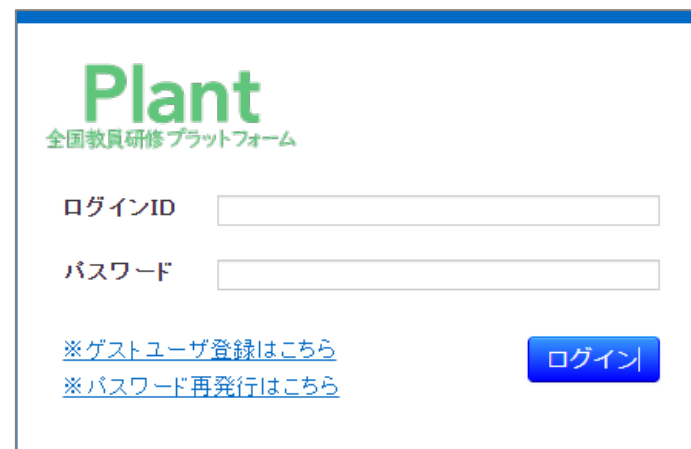 Plant
全国教員研修プラットフォーム
ログインID
パスワード
※ゲストユーザ登録はこちら
ログイン
※パスワード再発行はこちら